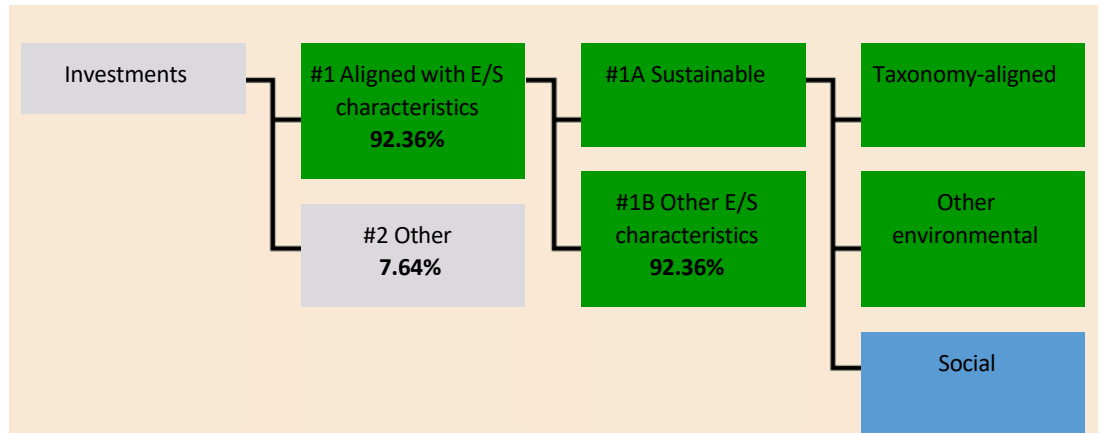 Investments
#1 Aligned with E/S
characteristics
92.36%
#2 Other
7.64%
#1A Sustainable
#1B Other E/S
characteristics
92.36%
Taxonomy-aligned
Other
environmental
Social